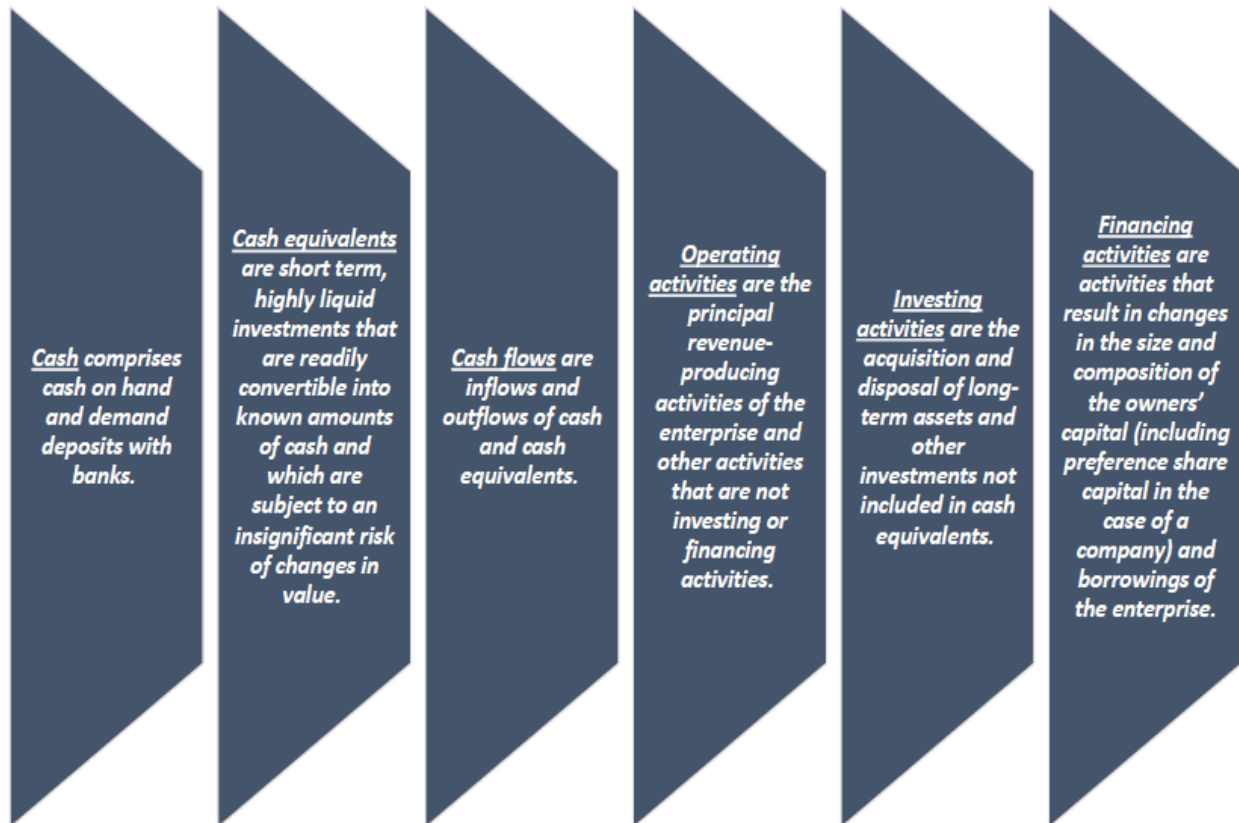 Cash comprises
cash on hand
and demand
deposits with
banks.
Cash equivalents
are short term,
highly liquid
investments that
are readily
convertible into
known amounts
of cash and
which are
subject to an
insignificant risk
of changes in
value.
Cash flows are
inflows and
outflows of cash
and cash
equivalents.
Operating
activities are the
principal
revenue-
producing
activities of the
enterprise and
other activities
that are not
investing or
financing
activities.
Investing
activities are the
acquisition and
disposal of long-
term assets and
other
investments not
included in cash
equivalents.
Financing
activities are
activities that
result in changes
in the size and
composition of
the owners’
capital (including
preference share
capital in the
case of a
company) and
borrowings of
the enterprise.